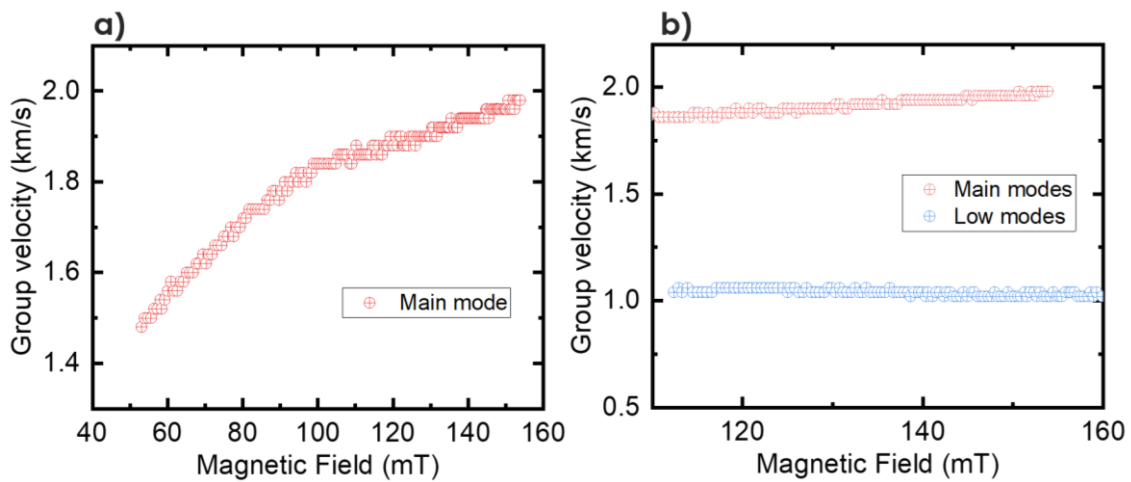 a)
Group velocity (km/s)
2.0
1.8
1.6
1.4
Main mode
40 60 80 100 120 140 160
Magnetic Field (mT)
b)
Group velocity (km/s)
2.0
1.5
1.0
0.5
Main modes
Low modes
120 140 160
Magnetic Field (mT)